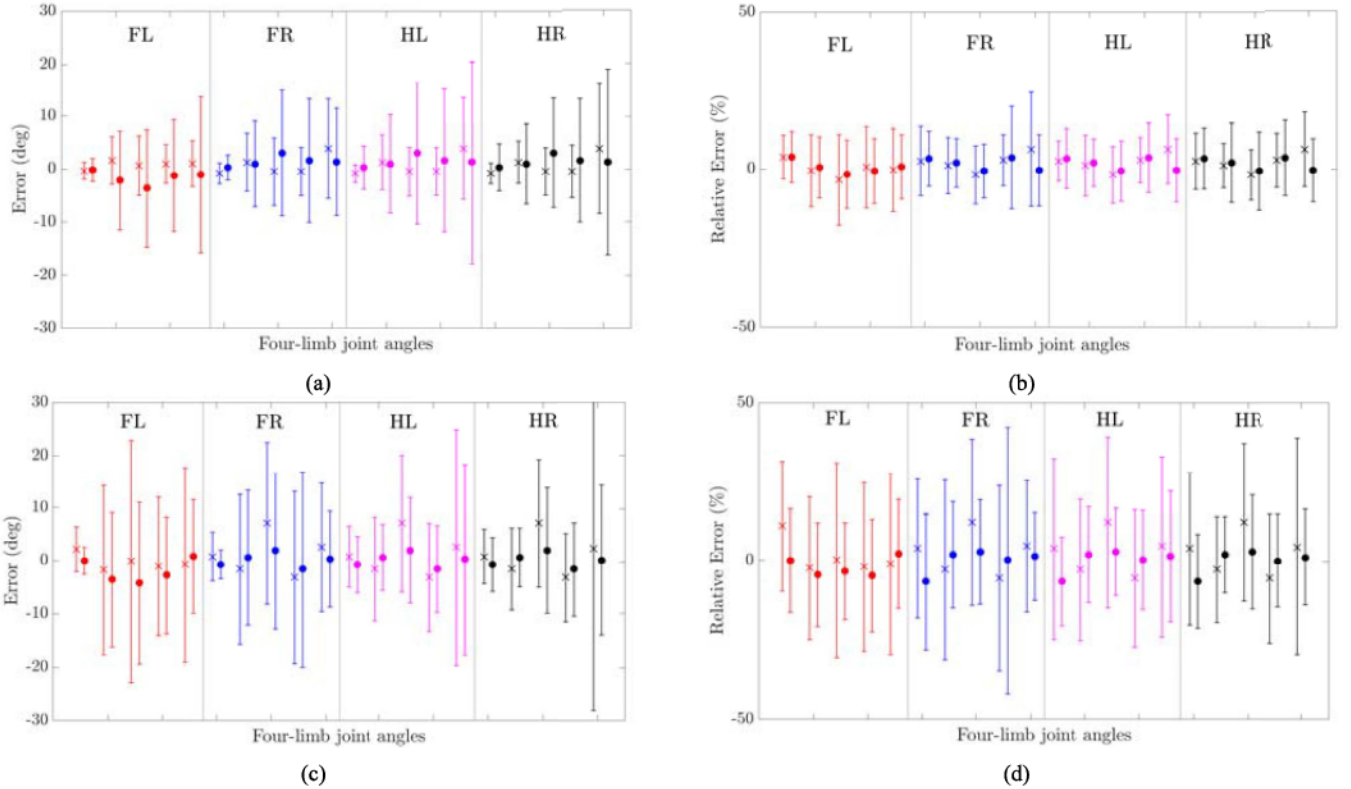 30
20
10
0
-10
-20
-30
Error (deg)
FL FR HL HR
Four-limb joint angles
(a)
50
0
-50
Relative Error (%)
FL FR HL HR
Four-limb joint angles
(b)
30
20
10
0
-10
-20
-30
Error (deg)
FL FR HL HR
Four-limb joint angles
(c)
50
0
-50
Relative Error (%)
FL FR HL HR
Four-limb joint angles
(d)